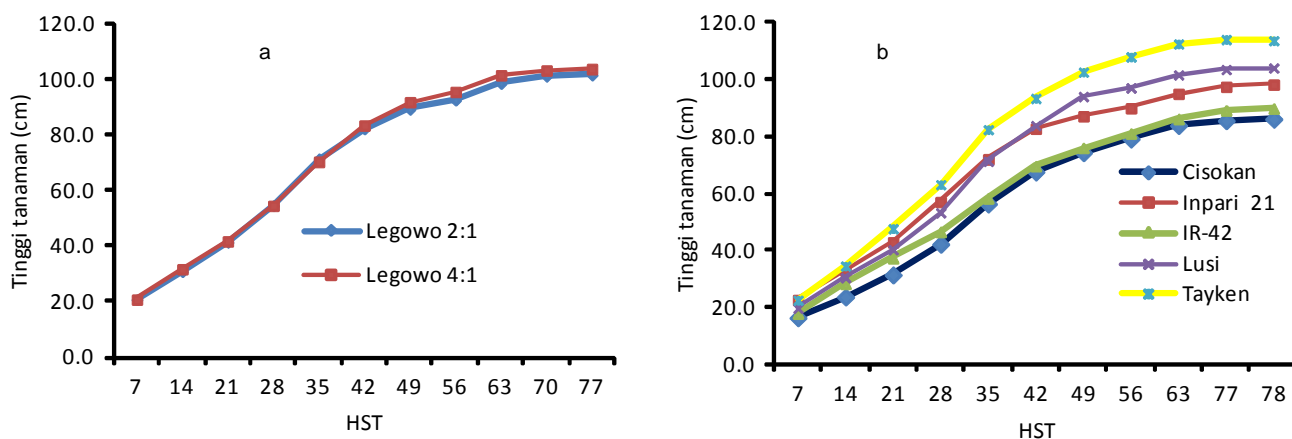 a
120.0
100.0
80.0
60.0
40.0
20.0
0.0
Tinggi tanaman (cm)
Legowo 2:1
Legowo 4:1
7 14 21 28 35 42 49 56 63 70 77
HST
b
120.0
100.0
80.0
60.0
40.0
20.0
0.0
Tinggi tanaman (cm)
Cisokan
Inpari 21
IR-42
Lusi
Tayken
7 14 21 28 35 42 49 56 63 77 78
HST